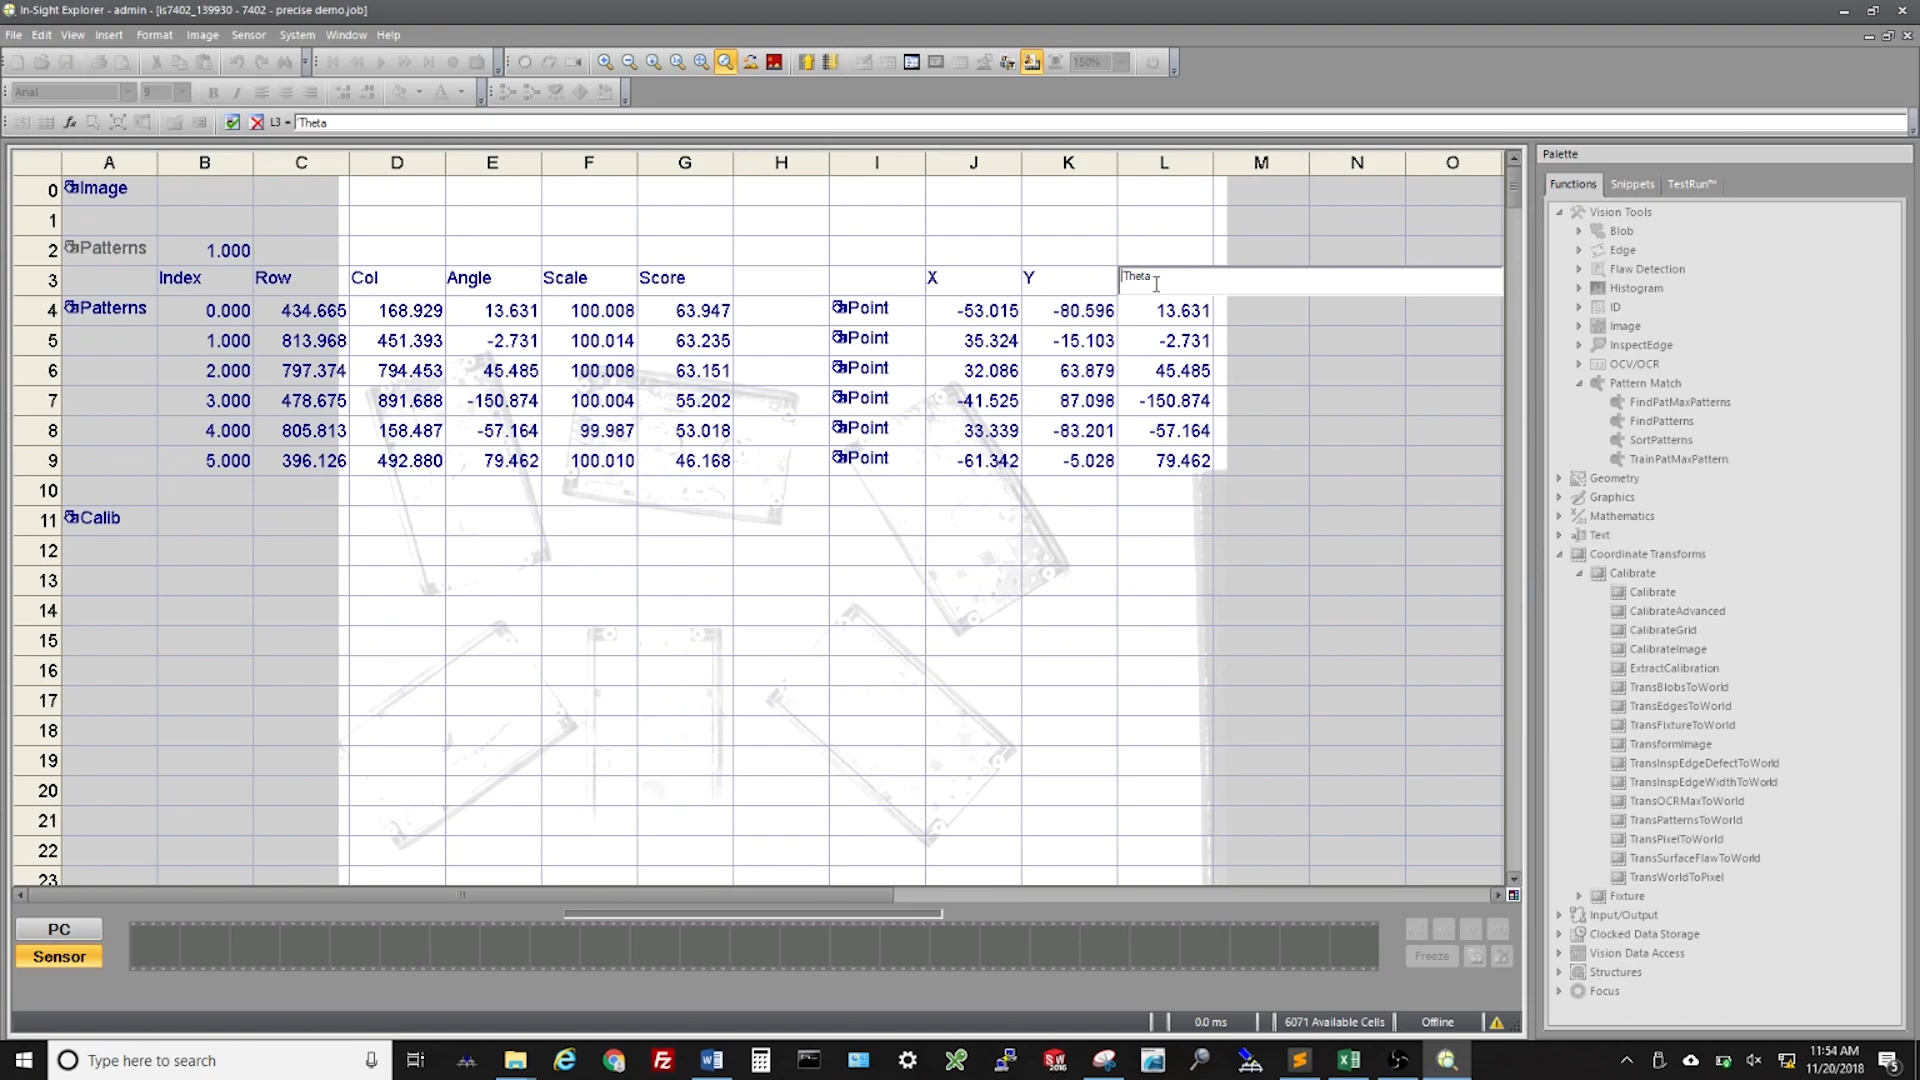 In-Sight Explorer - admin - [is7402_139930 - 7402 - precise demo.job]
File Edit View Insert Format Image Sensor System Window Help
150%
Arial 9
fx L3 = 'Theta
A B C D E F G H I J K L M N O
0 Image
1
2 Patterns 1.000
3 Index Row Col Angle Scale Score X Y 'Theta
4 Patterns 0.000 434.665 168.929 13.631 100.008 63.947 Point -53.015 -80.596 13.631
5 1.000 813.968 451.393 -2.731 100.014 63.235 Point 35.324 -15.103 -2.731
6 2.000 797.374 794.453 45.485 100.008 63.151 Point 32.086 63.879 45.485
7 3.000 478.675 891.688 -150.874 100.004 55.202 Point -41.525 87.098 -150.874
8 4.000 805.813 158.487 -57.164 99.987 53.018 Point 33.339 -83.201 -57.164
9 5.000 396.126 492.880 79.462 100.010 46.168 Point -61.342 -5.028 79.462
10
11 Calib
12
13
14
15
16
17
18
19
20
21
22
23
Palette
Functions Snippets TestRun™
Vision Tools
Blob
Edge
Flaw Detection
Histogram
ID
Image
InspectEdge
OCV/OCR
Pattern Match
FindPatMaxPatterns
FindPatterns
SortPatterns
TrainPatMaxPattern
Geometry
Graphics
Mathematics
Text
Coordinate Transforms
Calibrate
Calibrate
CalibrateAdvanced
CalibrateGrid
CalibrateImage
ExtractCalibration
TransBlobsToWorld
TransEdgesToWorld
TransFixtureToWorld
TransformImage
TransInspEdgeDefectToWorld
TransInspEdgeWidthToWorld
TransOCRMaxToWorld
TransPatternsToWorld
TransPixelToWorld
TransSurfaceFlawToWorld
TransWorldToPixel
Fixture
Input/Output
Clocked Data Storage
Vision Data Access
Structures
Focus
PC
Sensor
Freeze
0.0 ms 6071 Available Cells Offline
Type here to search
11:54 AM
11/20/2018